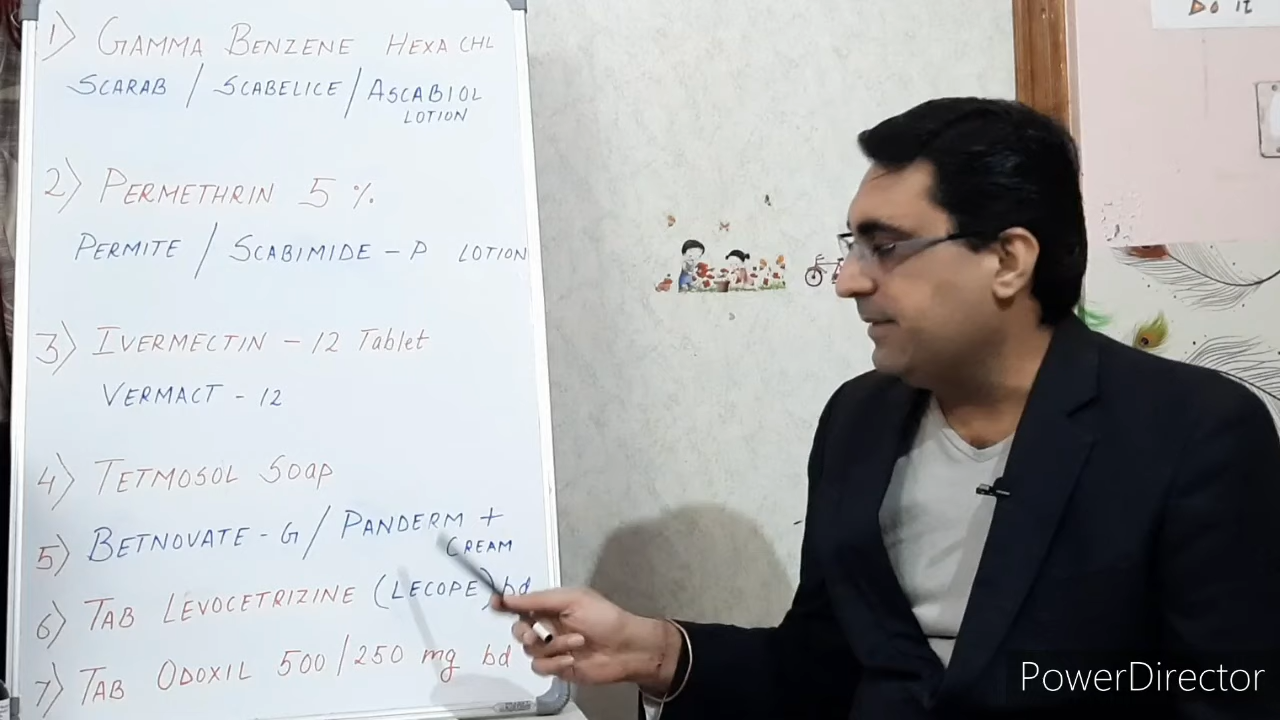 1) GAMMA BENZENE HEXA CHL
SCARAB / SCABELICE / ASCABIOL
LOTION
2) PERMETHRIN 5 %.
PERMITE / SCABIMIDE - P LOTION
3) IVERMECTIN - 12 Tablet
VERMACT - 12
4) TETMOSOL Soap
5) BETNOVATE - G / PANDERM +
CREAM
6) TAB LEVOCETRIZINE (LECOPE) bd
7) TAB ODOXIL 500/250 mg bd
Do it
PowerDirector